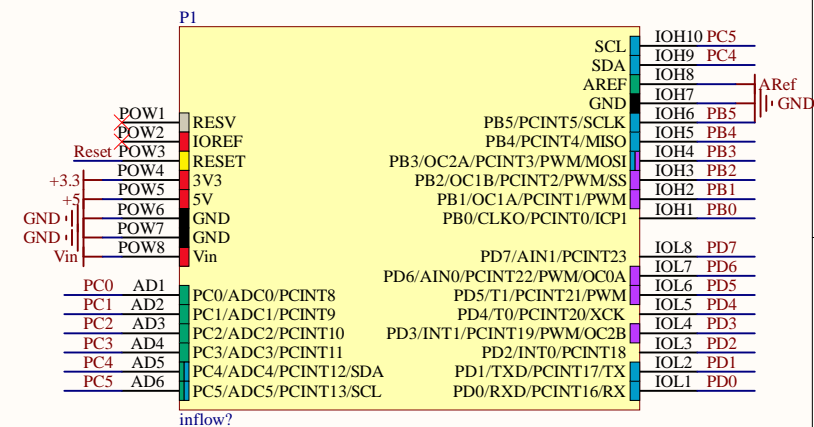 P1
POW1 RESV
POW2 IOREF
Reset POW3 RESET
+3.3 POW4 3V3
+5 POW5 5V
GND POW6 GND
GND POW7 GND
Vin POW8 Vin
PC0 AD1 PC0/ADC0/PCINT8
PC1 AD2 PC1/ADC1/PCINT9
PC2 AD3 PC2/ADC2/PCINT10
PC3 AD4 PC3/ADC3/PCINT11
PC4 AD5 PC4/ADC4/PCINT12/SDA
PC5 AD6 PC5/ADC5/PCINT13/SCL
SCL IOH10 PC5
SDA IOH9 PC4
AREF IOH8 ARef
GND IOH7 GND
PB5/PCINT5/SCLK IOH6 PB5
PB4/PCINT4/MISO IOH5 PB4
PB3/OC2A/PCINT3/PWM/MOSI IOH4 PB3
PB2/OC1B/PCINT2/PWM/SS IOH3 PB2
PB1/OC1A/PCINT1/PWM IOH2 PB1
PB0/CLKO/PCINT0/ICP1 IOH1 PB0
PD7/AIN1/PCINT23 IOL8 PD7
PD6/AIN0/PCINT22/PWM/OC0A IOL7 PD6
PD5/T1/PCINT21/PWM IOL6 PD5
PD4/T0/PCINT20/XCK IOL5 PD4
PD3/INT1/PCINT19/PWM/OC2B IOL4 PD3
PD2/INT0/PCINT18 IOL3 PD2
PD1/TXD/PCINT17/TX IOL2 PD1
PD0/RXD/PCINT16/RX IOL1 PD0
inflow?